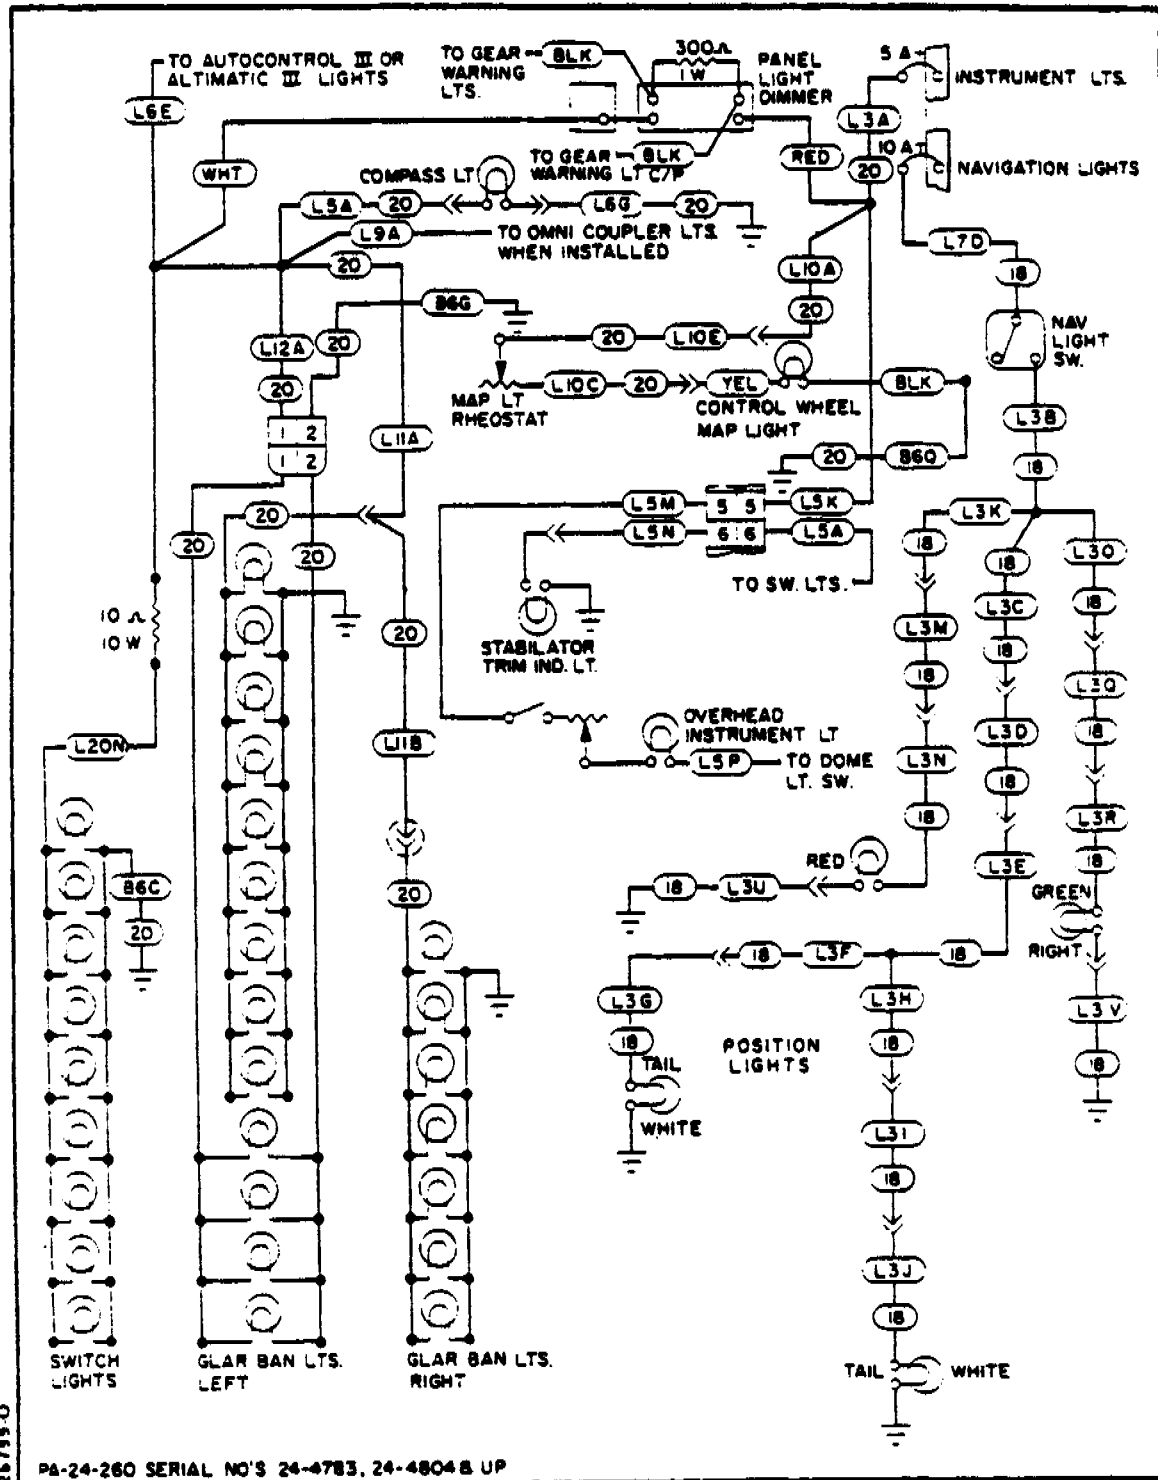 TO AUTOCONTROL III OR
ALTIMATIC III LIGHTS
L6E
WHT
TO GEAR
WARNING
LTS.
BLK
300Ω
1 W
PANEL
LIGHT
DIMMER
5 A
INSTRUMENT LTS.
L3A
20
10 A
NAVIGATION LIGHTS
TO GEAR
WARNING LT C/P
BLK
RED
COMPASS LT
L5A
20
L6G
20
L9A
TO OMNI COUPLER LTS.
WHEN INSTALLED
20
L7D
18
L10A
20
B6G
20
L12A
20
20
L10E
NAV
LIGHT
SW.
MAP LT
RHEOSTAT
L10C
20
YEL
BLK
CONTROL WHEEL
MAP LIGHT
L3B
18
1 2
1 2
L11A
20
B6Q
L5M
5 5
L5K
L5N
6 6
L5A
TO SW. LTS.
L3K
18
18
L3O
20
20
20
10 Ω
10 W
STABILATOR
TRIM IND. LT.
20
L3M
18
L3C
18
18
L3Q
18
L20N
L11B
OVERHEAD
INSTRUMENT LT
L5P
TO DOME
LT. SW.
L3N
18
L3D
18
L3R
18
20
B6C
20
RED
18
L3U
L3E
GREEN
RIGHT
18
L3F
18
L3G
18
L3H
18
L3V
18
TAIL
WHITE
POSITION
LIGHTS
L3I
18
L3J
18
TAIL
WHITE
SWITCH
LIGHTS
GLAR BAN LTS.
LEFT
GLAR BAN LTS.
RIGHT
PA-24-260 SERIAL NO'S 24-4783, 24-4804 & UP